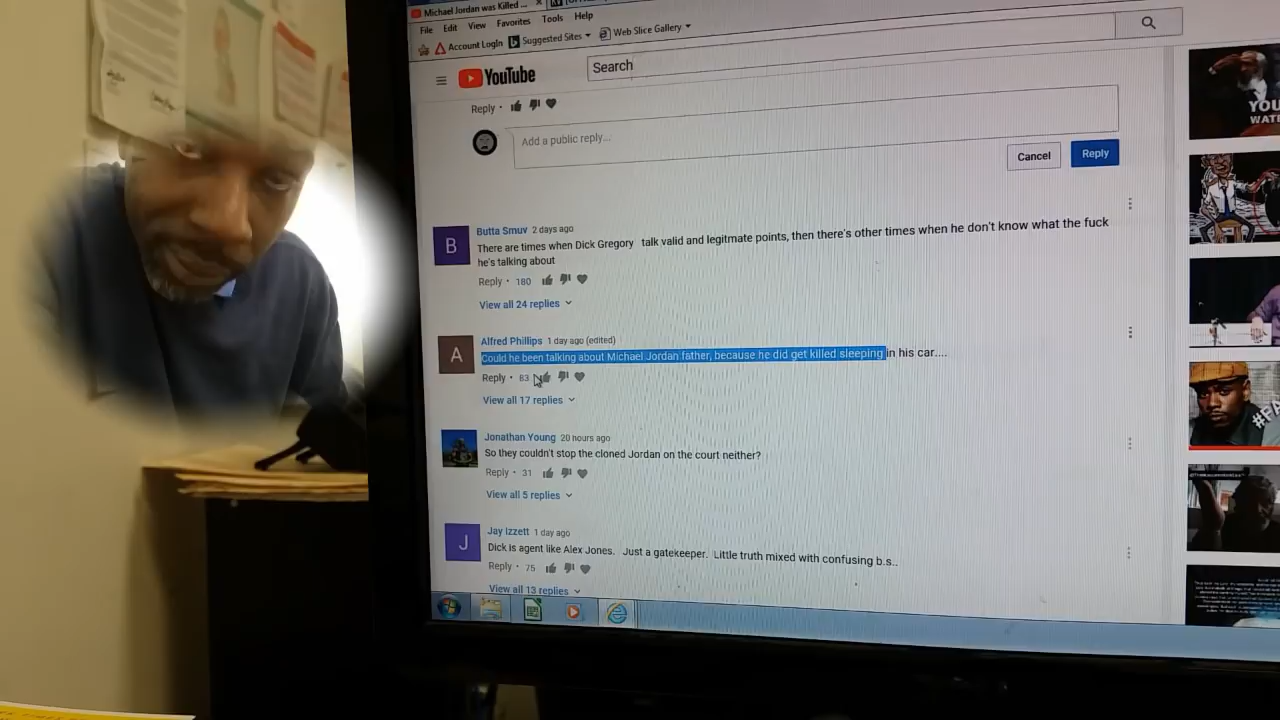 Michael Jordan was Killed ...
File Edit View Favorites Tools Help
Account Login Suggested Sites Web Slice Gallery
YouTube
Search
Reply
Add a public reply...
Cancel Reply
B
Butta Smuv 2 days ago
There are times when Dick Gregory talk valid and legitmate points, then there's other times when he don't know what the fuck
he's talking about
Reply · 180
View all 24 replies
A
Alfred Phillips 1 day ago (edited)
Could he been talking about Michael Jordan father, because he did get killed sleeping in his car....
Reply · 83
View all 17 replies
Jonathan Young 20 hours ago
So they couldn't stop the cloned Jordan on the court neither?
Reply · 31
View all 5 replies
J
Jay Izzett 1 day ago
Dick is agent like Alex Jones. Just a gatekeeper. Little truth mixed with confusing b.s..
Reply · 75
View all 13 replies
YOU
WATE